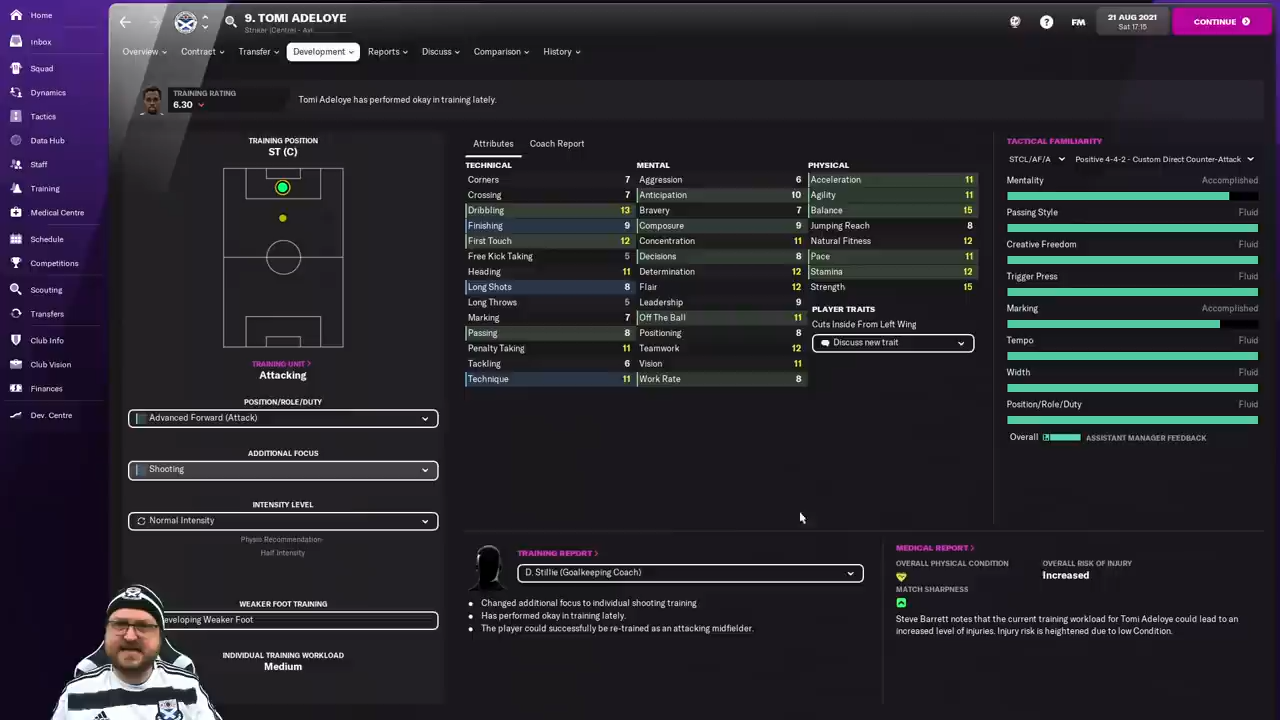 Home
Inbox
Squad
Dynamics
Tactics
Data Hub
Staff
Training
Medical Centre
Schedule
Competitions
Scouting
Transfers
Club Info
Club Vision
Finances
Dev. Centre
9. TOMI ADELOYE
Striker (Central) - Ayr
FM
21 AUG 2021
Sat 17:15
CONTINUE
Overview
Contract
Transfer
Development
Reports
Discuss
Comparison
History
TRAINING RATING
6.30
Tomi Adeloye has performed okay in training lately.
TRAINING POSITION
ST (C)
TRAINING UNIT >
Attacking
POSITION/ROLE/DUTY
Advanced Forward (Attack)
ADDITIONAL FOCUS
Shooting
INTENSITY LEVEL
Normal Intensity
Physio Recommendation:
Half Intensity
WEAKER FOOT TRAINING
eveloping Weaker Foot
INDIVIDUAL TRAINING WORKLOAD
Medium
Attributes
Coach Report
TECHNICAL
Corners 7
Crossing 7
Dribbling 13
Finishing 9
First Touch 12
Free Kick Taking 5
Heading 11
Long Shots 8
Long Throws 5
Marking 7
Passing 8
Penalty Taking 11
Tackling 6
Technique 11
MENTAL
Aggression 6
Anticipation 10
Bravery 7
Composure 9
Concentration 11
Decisions 8
Determination 12
Flair 12
Leadership 9
Off The Ball 11
Positioning 8
Teamwork 12
Vision 11
Work Rate 8
PHYSICAL
Acceleration 11
Agility 11
Balance 15
Jumping Reach 8
Natural Fitness 12
Pace 11
Stamina 12
Strength 15
PLAYER TRAITS
Cuts Inside From Left Wing
Discuss new trait
TACTICAL FAMILIARITY
STCL/AF/A
Positive 4-4-2 - Custom Direct Counter-Attack
Mentality Accomplished
Passing Style Fluid
Creative Freedom Fluid
Trigger Press Fluid
Marking Accomplished
Tempo Fluid
Width Fluid
Position/Role/Duty Fluid
Overall
ASSISTANT MANAGER FEEDBACK
TRAINING REPORT >
D. Stillie (Goalkeeping Coach)
• Changed additional focus to individual shooting training
• Has performed okay in training lately.
• The player could successfully be re-trained as an attacking midfielder.
MEDICAL REPORT >
OVERALL PHYSICAL CONDITION
MATCH SHARPNESS
OVERALL RISK OF INJURY
Increased
Steve Barrett notes that the current training workload for Tomi Adeloye could lead to an
increased level of injuries. Injury risk is heightened due to low Condition.